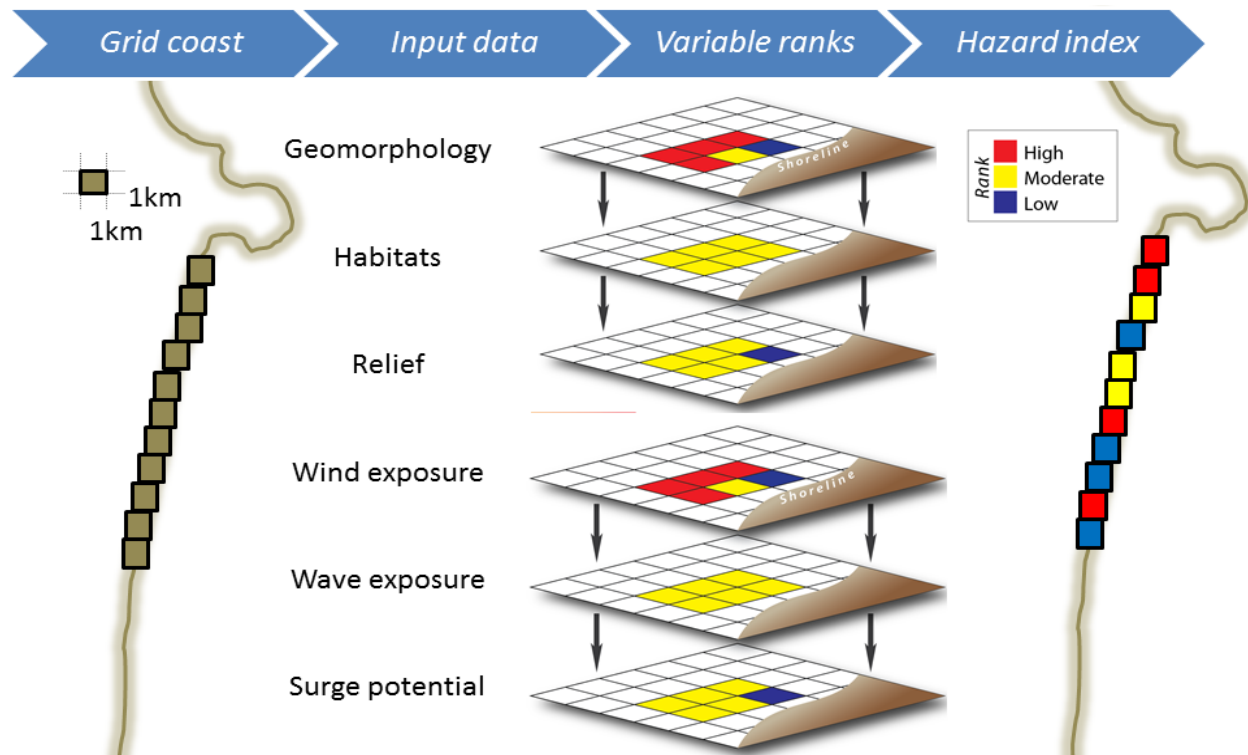 Grid coast
Input data
Variable ranks
Hazard index
1km
1km
Geomorphology
Habitats
Relief
Wind exposure
Wave exposure
Surge potential
Shoreline
Shoreline
Rank
High
Moderate
Low